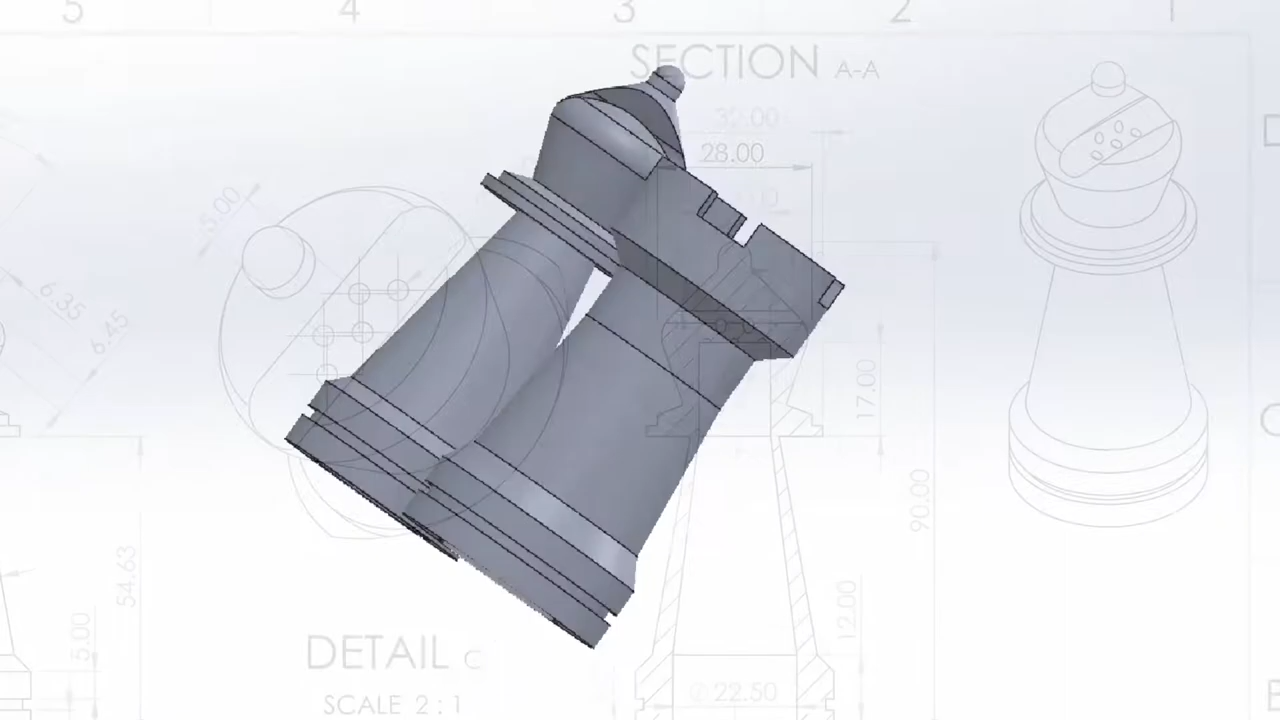 5 4 3 2 1
SECTION A-A
30.00
28.00
5.00
6.35
6.45
17.00
90.00
54.63
5.00
12.00
DETAIL C
SCALE 2 : 1
∅ 22.50